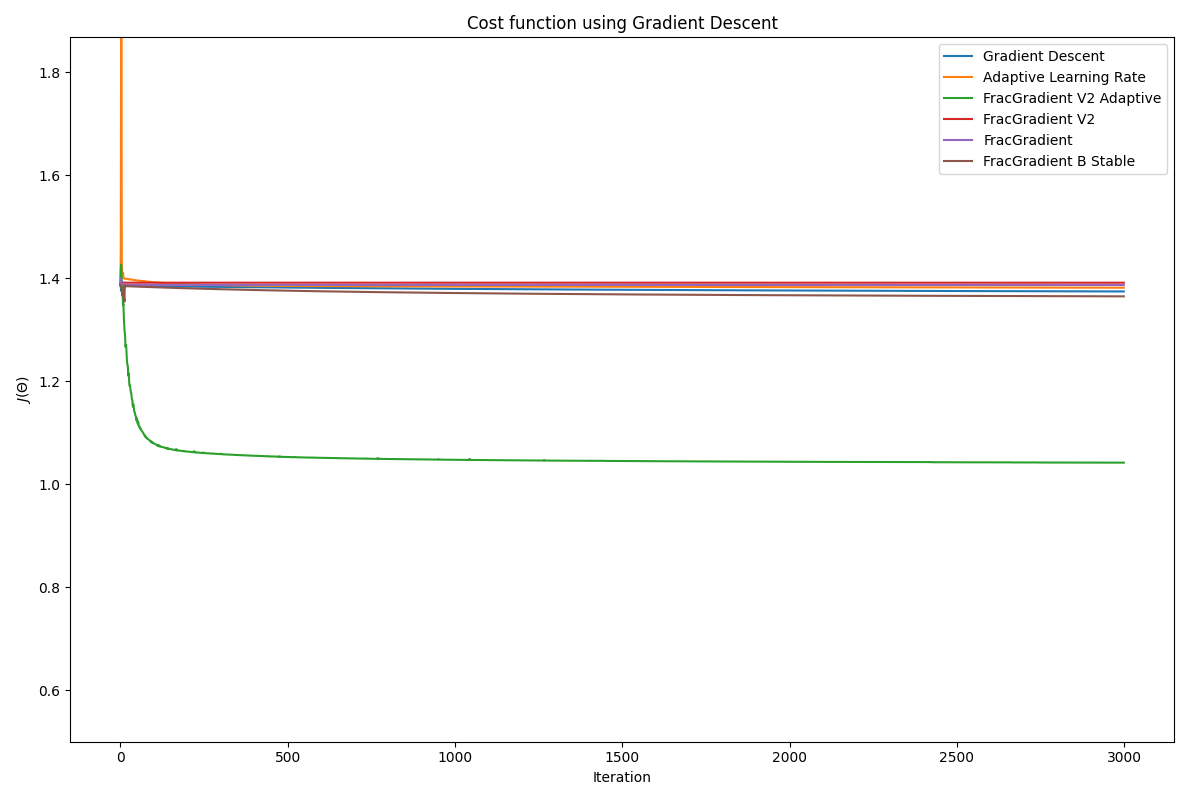 Cost function using Gradient Descent
Gradient Descent
Adaptive Learning Rate
FracGradient V2 Adaptive
FracGradient V2
FracGradient
FracGradient B Stable
1.8
1.6
1.4
1.2
1.0
0.8
0.6
J(Θ)
0 500 1000 1500 2000 2500 3000
Iteration